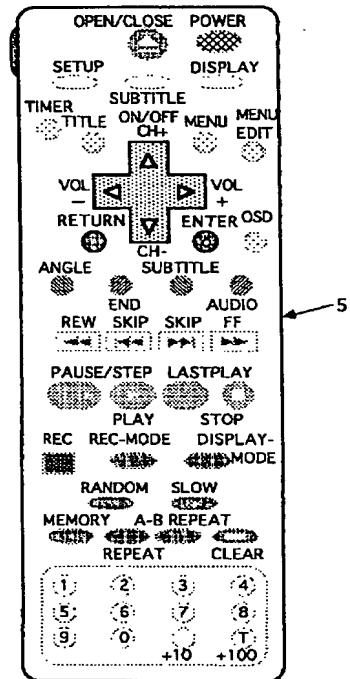 OPEN/CLOSE POWER
SETUP DISPLAY
SUBTITLE
TIMER TITLE ON/OFF MENU MENU
CH+ EDIT
VOL VOL
− +
RETURN ENTER OSD
CH-
ANGLE SUBTITLE
END AUDIO
REW SKIP SKIP FF
5
PAUSE/STEP LASTPLAY
PLAY STOP
REC REC-MODE DISPLAY-
MODE
RANDOM SLOW
MEMORY A-B REPEAT
REPEAT CLEAR
1 2 3 4
5 6 7 8
9 0 T
+10 +100